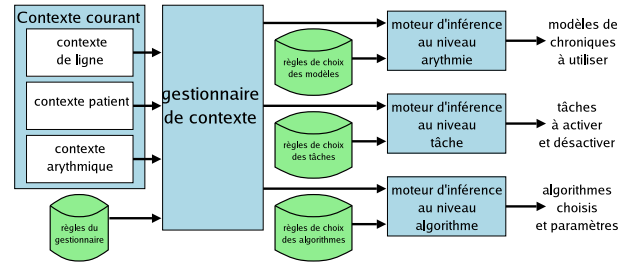 Contexte courant
contexte
de ligne
contexte patient
contexte
arythmique
règles du
gestionnaire
gestionnaire
de contexte
règles de choix
des modèles
règles de choix
des tâches
règles de choix
des algorithmes
moteur d'inférence
au niveau
arythmie
moteur d'inférence
au niveau
tâche
moteur d'inférence
au niveau
algorithme
modèles de
chroniques
à utiliser
tâches
à activer
et désactiver
algorithmes
choisis
et paramètres